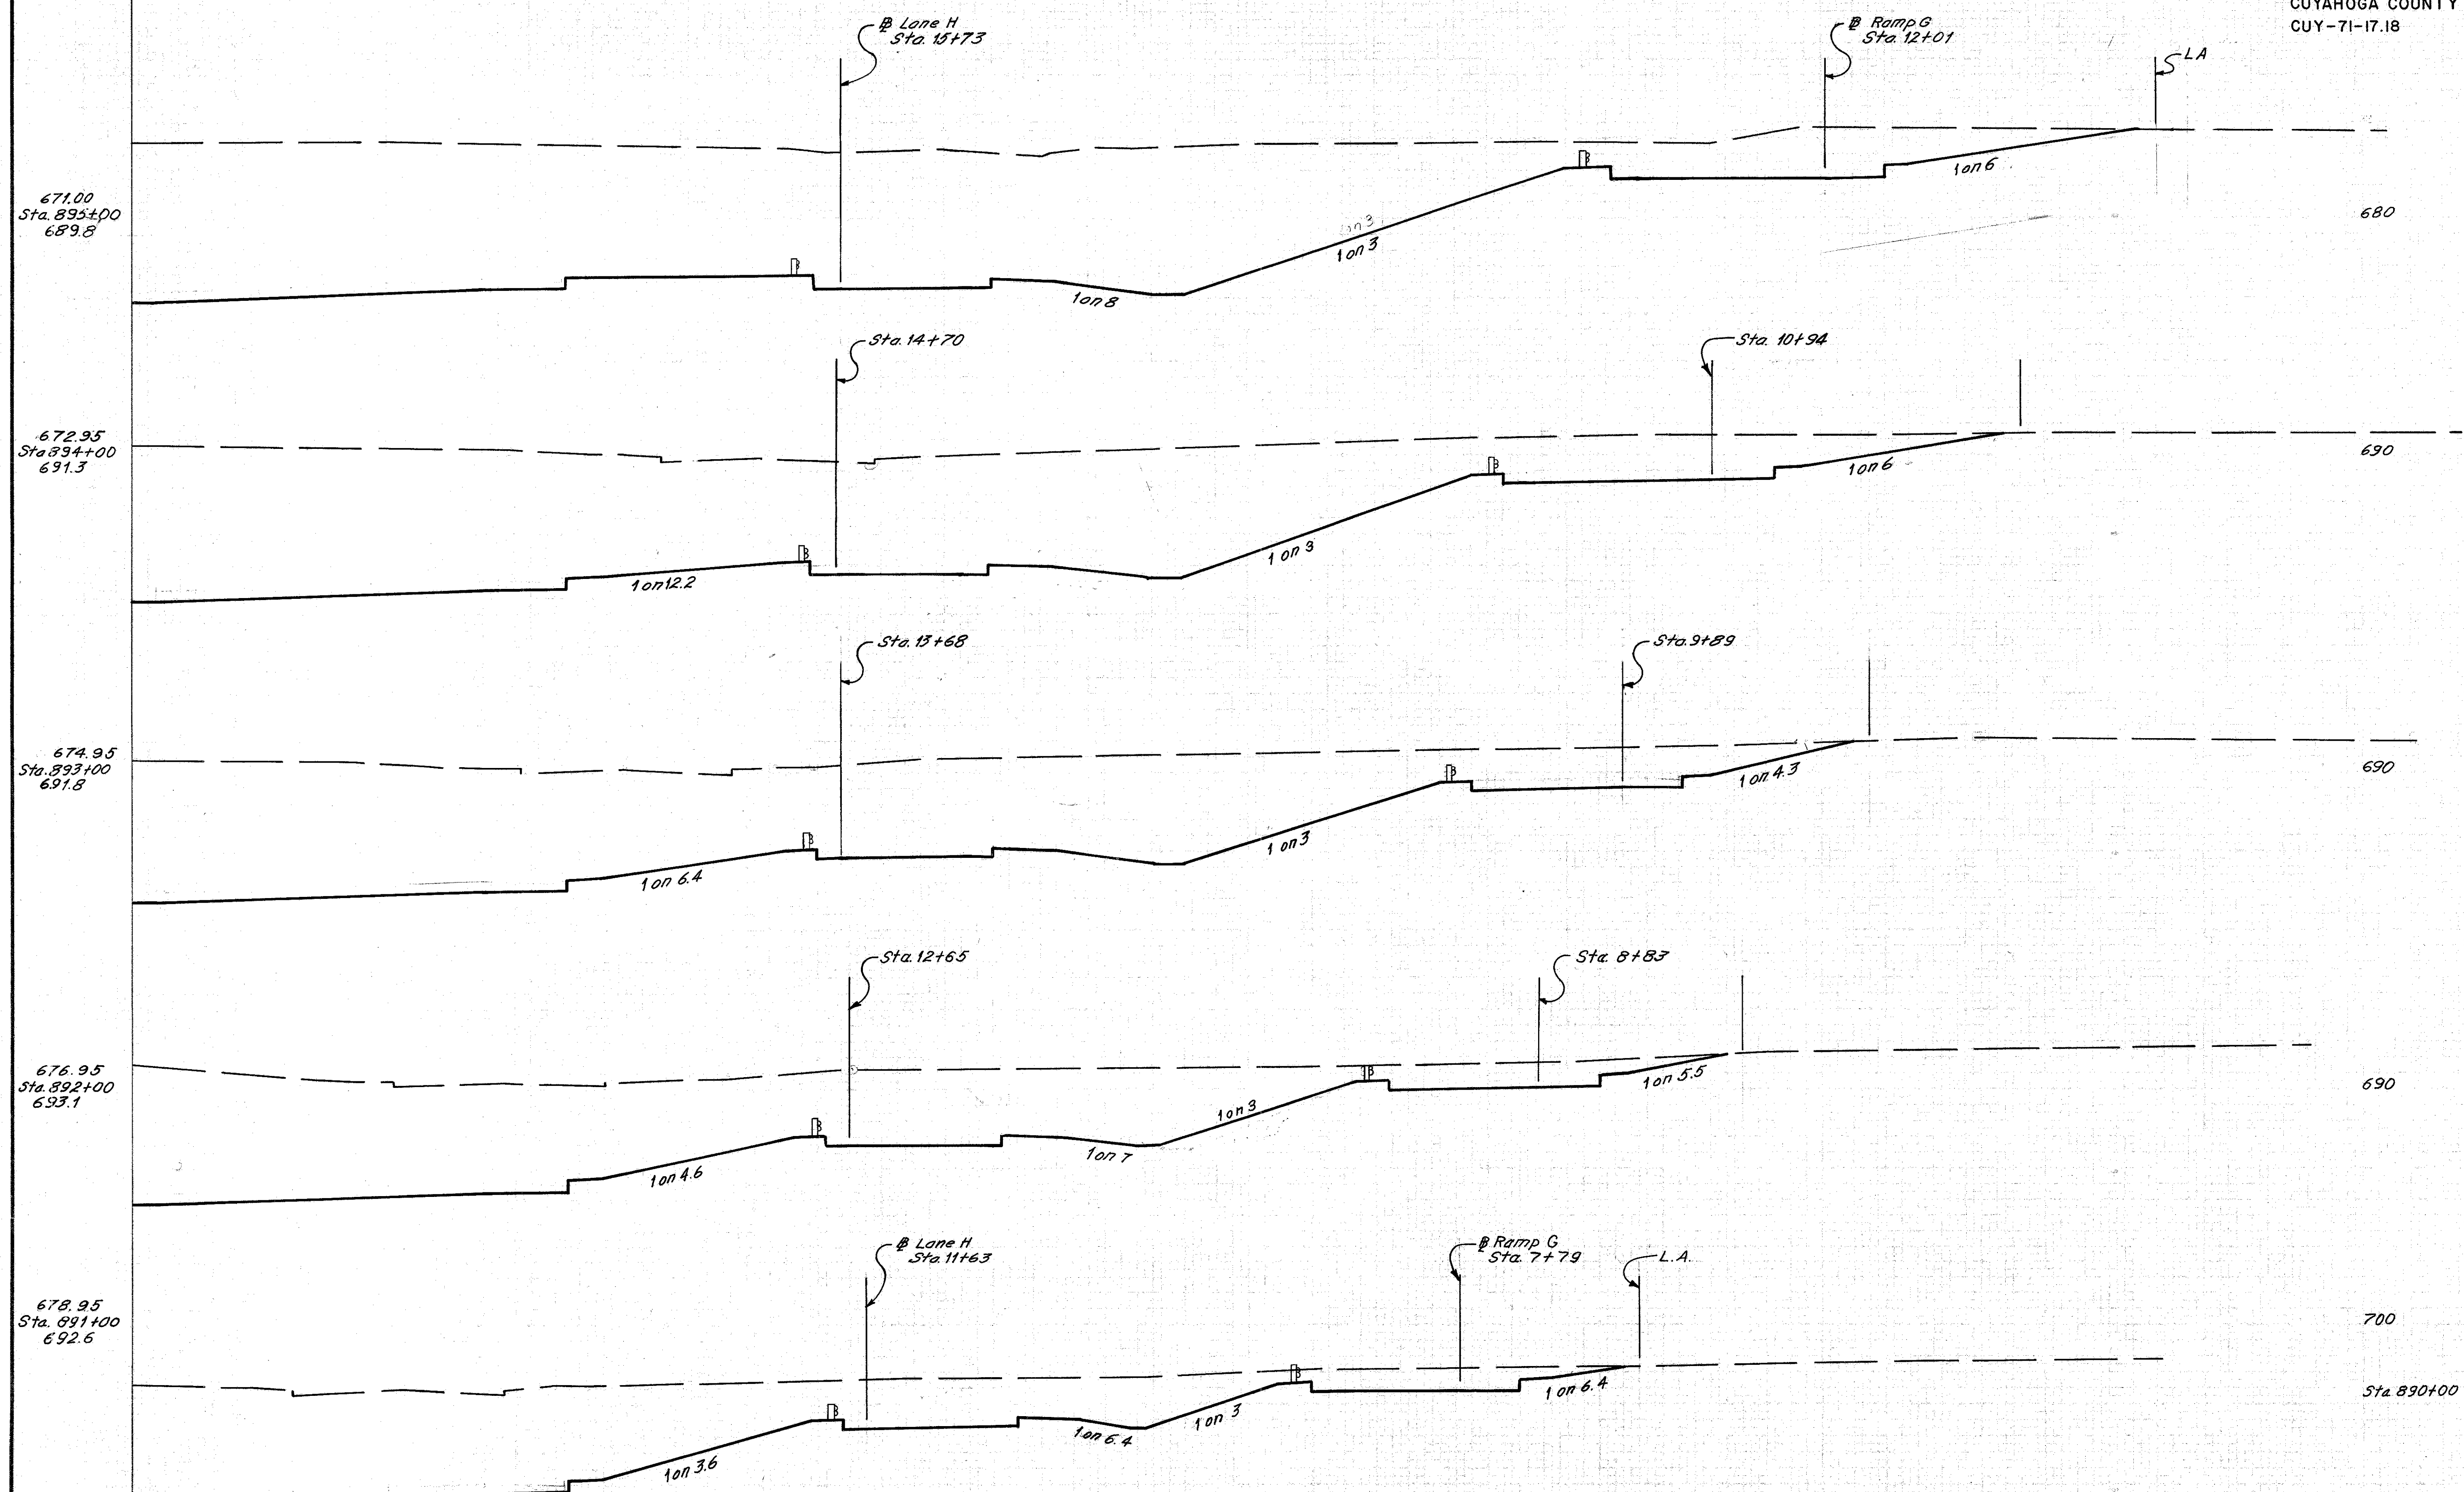 CUYAHOGA COUNTY
CUY-71-17.18
℄ Lane H
Sta. 15+73
℄ Ramp G
Sta. 12+01
LA
671.00
Sta. 895+00
689.8
680
1 on 6
1 on 3
1 on 3
1 on 8
Sta. 14+70
Sta. 10+94
672.95
Sta 894+00
691.3
690
1 on 6
1 on 3
1 on 12.2
Sta. 13+68
Sta. 9+89
674.95
Sta. 893+00
691.8
690
1 on 4.3
1 on 3
1 on 6.4
Sta. 12+65
Sta. 8+83
676.95
Sta. 892+00
693.1
690
1 on 5.5
1 on 3
1 on 7
1 on 4.6
℄ Lane H
Sta. 11+63
℄ Ramp G
Sta. 7+79
L.A.
678.95
Sta. 891+00
692.6
700
Sta 890+00
1 on 6.4
1 on 3
1 on 6.4
1 on 3.6